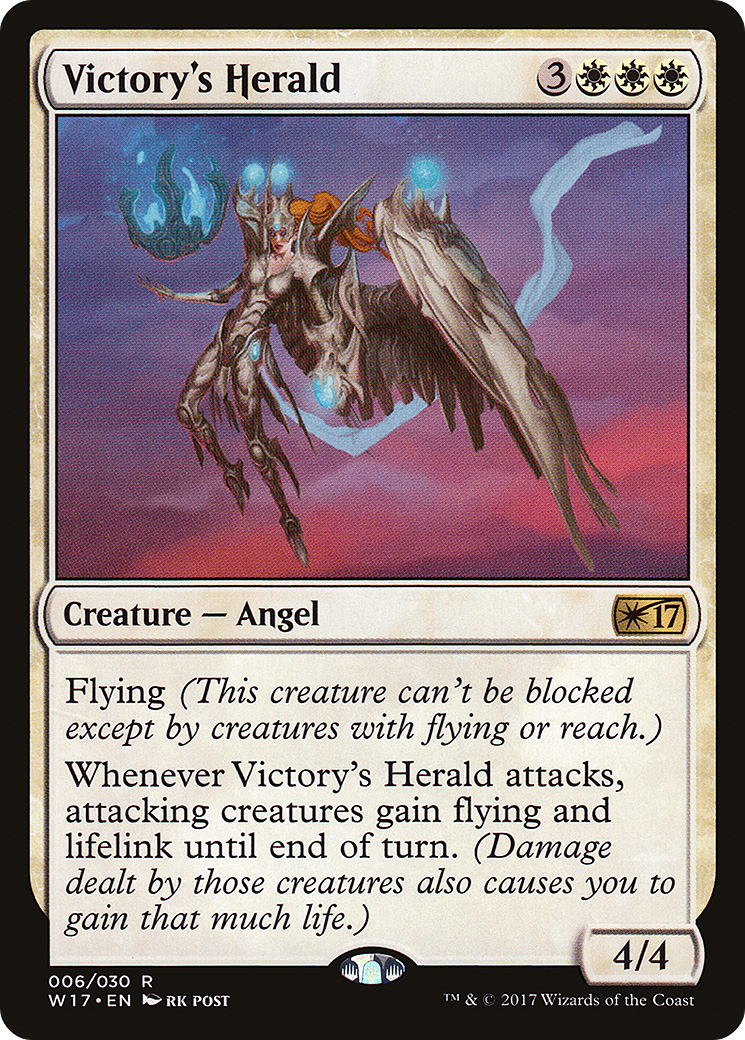 Victory's Herald 3
Creature — Angel 17
Flying (This creature can't be blocked
except by creatures with flying or reach.)
Whenever Victory's Herald attacks,
attacking creatures gain flying and
lifelink until end of turn. (Damage
dealt by those creatures also causes you to
gain that much life.)
4/4
006/030 R
W17 • EN RK POST ™ & © 2017 Wizards of the Coast